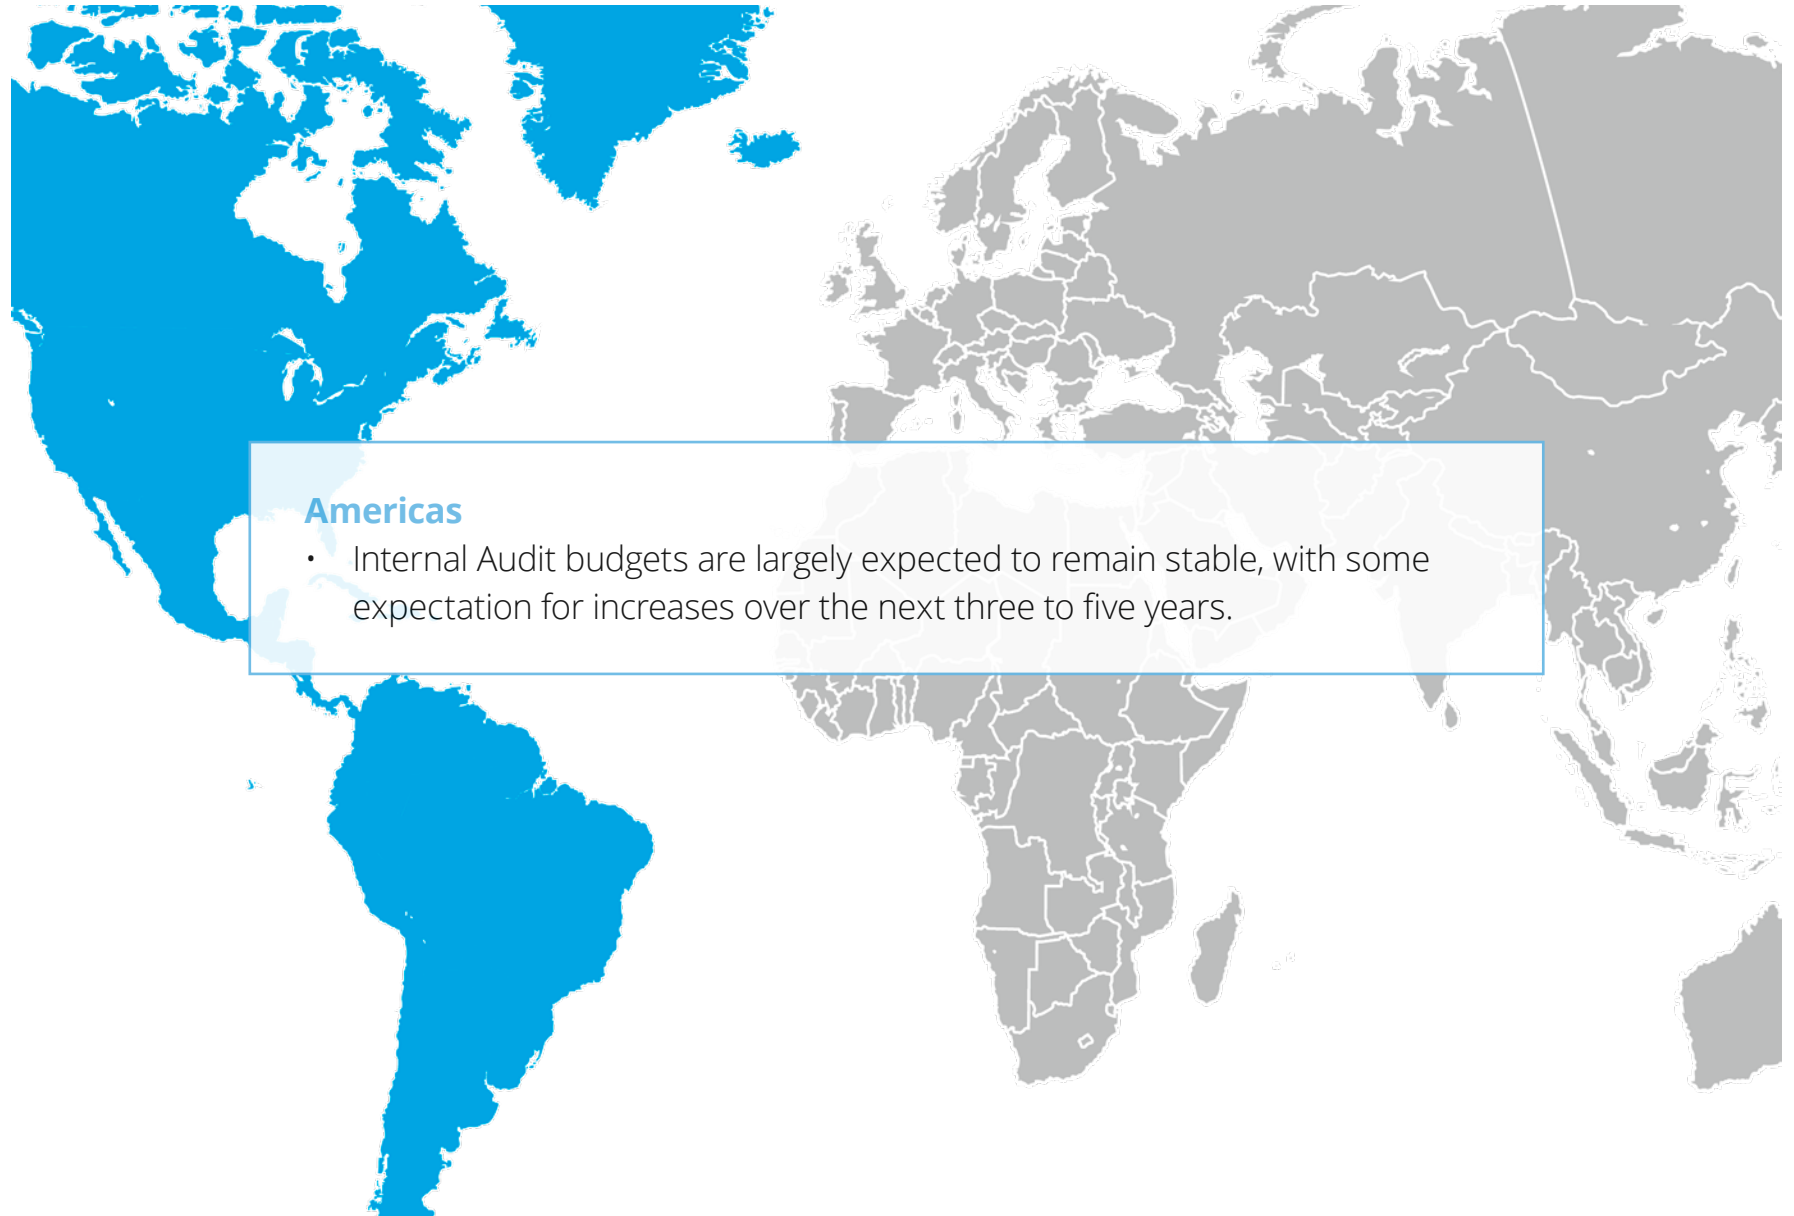 Americas
• Internal Audit budgets are largely expected to remain stable, with some
expectation for increases over the next three to five years.